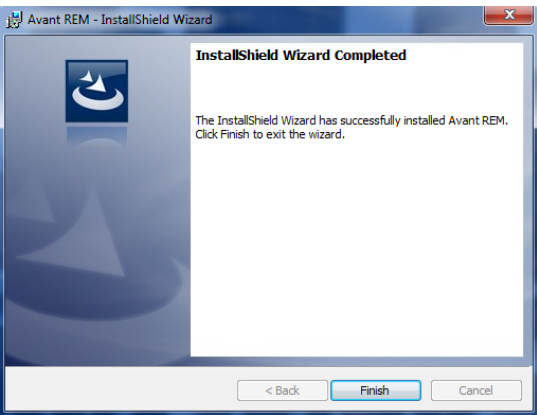 Avant REM - InstallShield Wizard
InstallShield Wizard Completed
The InstallShield Wizard has successfully installed Avant REM.
Click Finish to exit the wizard.
< Back
Finish
Cancel